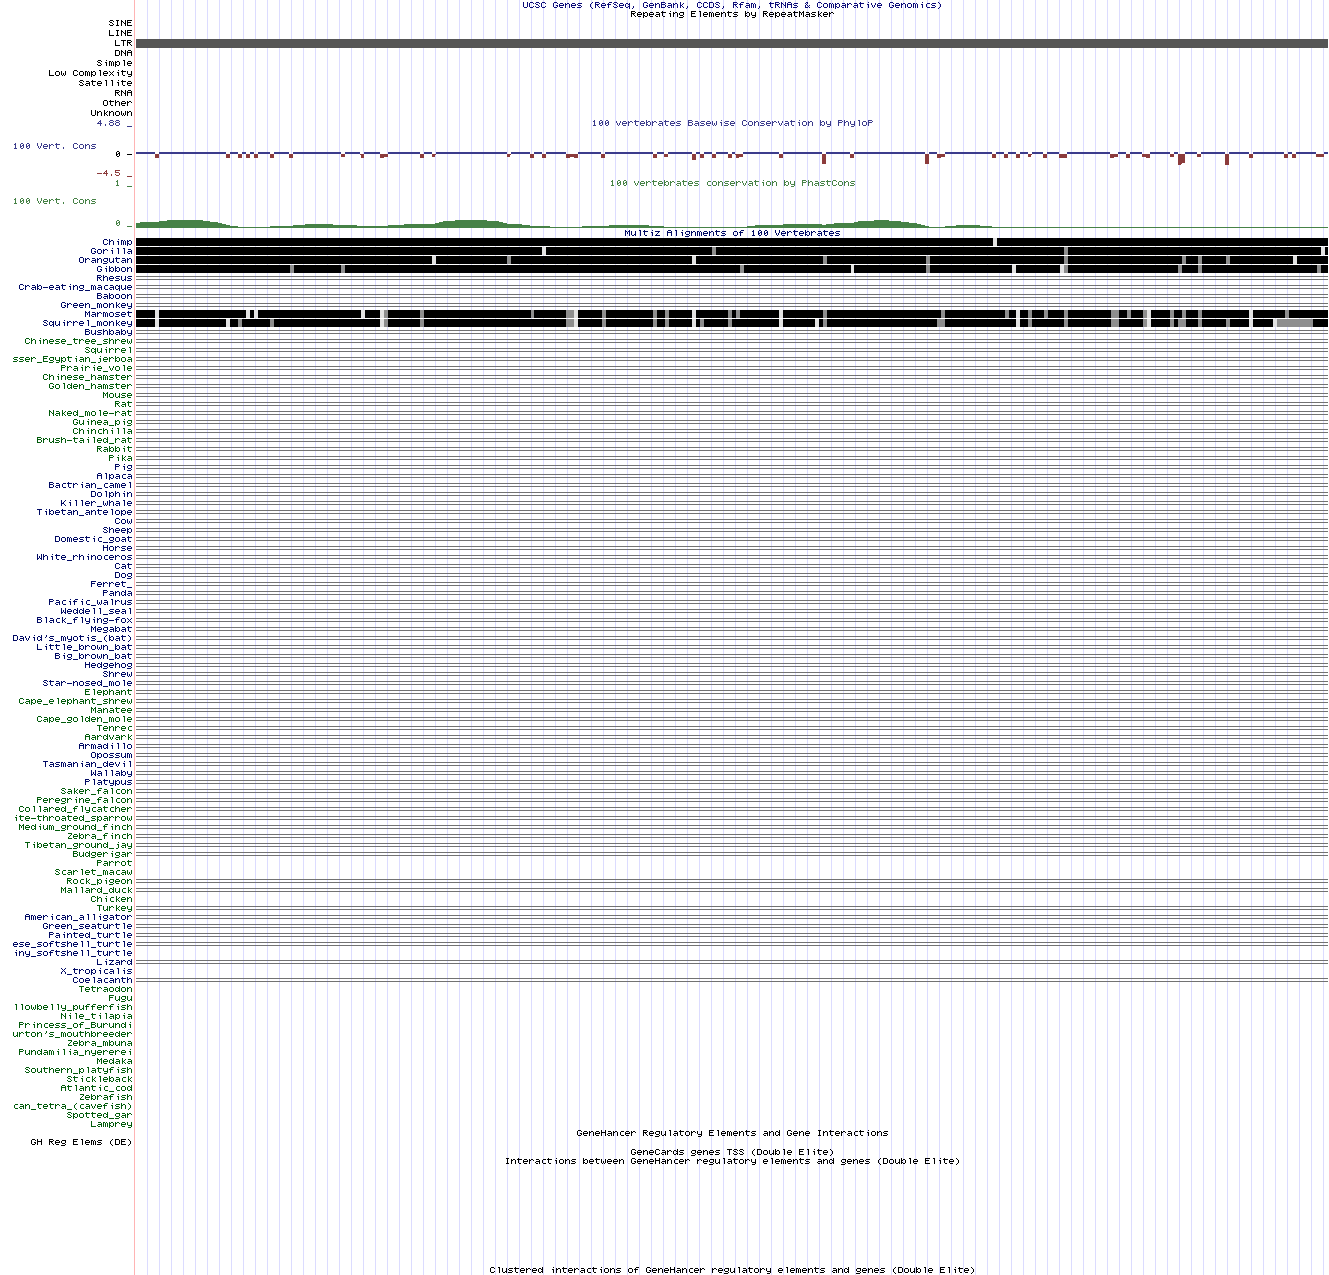 UCSC Genes (RefSeq, GenBank, CCDS, Rfam, tRNAs & Comparative Genomics)
Repeating Elements by RepeatMasker
SINE
LINE
LTR
DNA
Simple
Low Complexity
Satellite
RNA
Other
Unknown
4.88 _
100 vertebrates Basewise Conservation by PhyloP
100 Vert. Cons
0 -
-4.5 _
1 _
100 vertebrates conservation by PhastCons
100 Vert. Cons
0 _
Multiz Alignments of 100 Vertebrates
Chimp
Gorilla
Orangutan
Gibbon
Rhesus
Crab-eating_macaque
Baboon
Green_monkey
Marmoset
Squirrel_monkey
Bushbaby
Chinese_tree_shrew
Squirrel
sser_Egyptian_jerboa
Prairie_vole
Chinese_hamster
Golden_hamster
Mouse
Rat
Naked_mole-rat
Guinea_pig
Chinchilla
Brush-tailed_rat
Rabbit
Pika
Pig
Alpaca
Bactrian_camel
Dolphin
Killer_whale
Tibetan_antelope
Cow
Sheep
Domestic_goat
Horse
White_rhinoceros
Cat
Dog
Ferret_
Panda
Pacific_walrus
Weddell_seal
Black_flying-fox
Megabat
David's_myotis_(bat)
Little_brown_bat
Big_brown_bat
Hedgehog
Shrew
Star-nosed_mole
Elephant
Cape_elephant_shrew
Manatee
Cape_golden_mole
Tenrec
Aardvark
Armadillo
Opossum
Tasmanian_devil
Wallaby
Platypus
Saker_falcon
Peregrine_falcon
Collared_flycatcher
ite-throated_sparrow
Medium_ground_finch
Zebra_finch
Tibetan_ground_jay
Budgerigar
Parrot
Scarlet_macaw
Rock_pigeon
Mallard_duck
Chicken
Turkey
American_alligator
Green_seaturtle
Painted_turtle
ese_softshell_turtle
iny_softshell_turtle
Lizard
X_tropicalis
Coelacanth
Tetraodon
Fugu
llowbelly_pufferfish
Nile_tilapia
Princess_of_Burundi
urton's_mouthbreeder
Zebra_mbuna
Pundamilia_nyererei
Medaka
Southern_platyfish
Stickleback
Atlantic_cod
Zebrafish
can_tetra_(cavefish)
Spotted_gar
Lamprey
GeneHancer Regulatory Elements and Gene Interactions
GH Reg Elems (DE)
GeneCards genes TSS (Double Elite)
Interactions between GeneHancer regulatory elements and genes (Double Elite)
Clustered interactions of GeneHancer regulatory elements and genes (Double Elite)